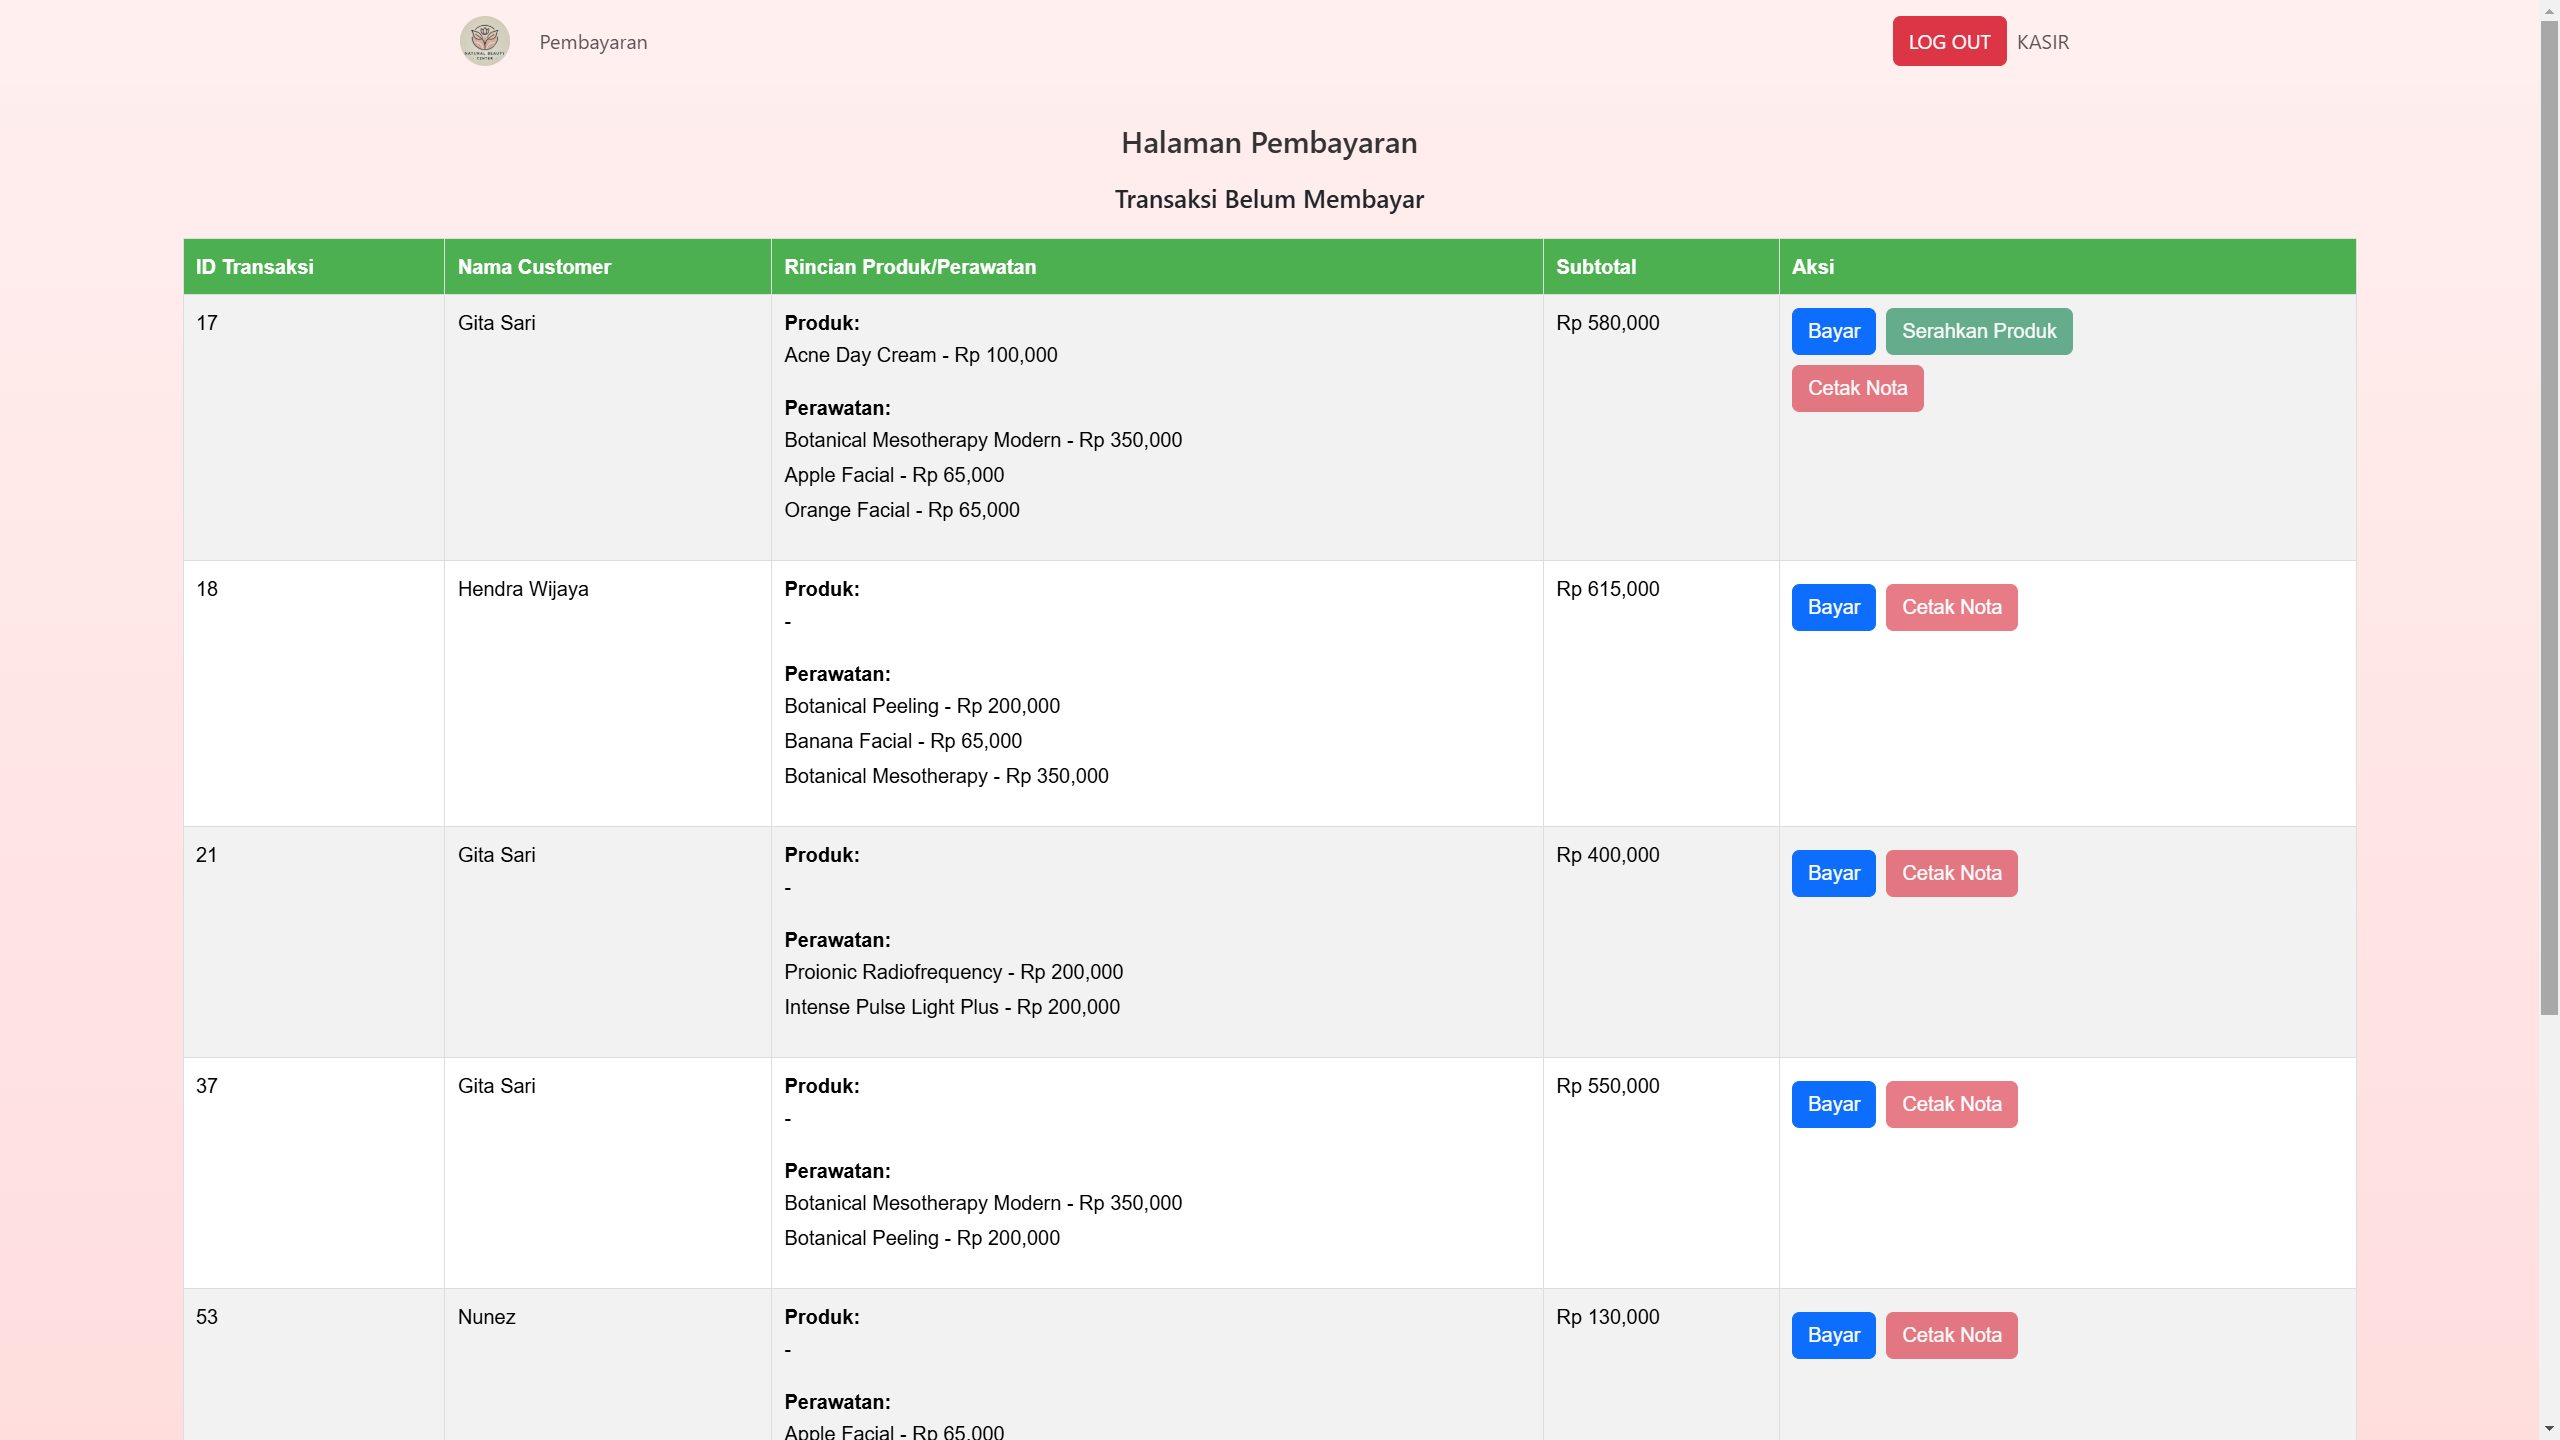 NATURAL BEAUTY
CENTER
Pembayaran
LOG OUT
KASIR
Halaman Pembayaran
Transaksi Belum Membayar
ID Transaksi
Nama Customer
Rincian Produk/Perawatan
Subtotal
Aksi
17
Gita Sari
Produk:
Acne Day Cream - Rp 100,000
Perawatan:
Botanical Mesotherapy Modern - Rp 350,000
Apple Facial - Rp 65,000
Orange Facial - Rp 65,000
Rp 580,000
Bayar
Serahkan Produk
Cetak Nota
18
Hendra Wijaya
Produk:
-
Perawatan:
Botanical Peeling - Rp 200,000
Banana Facial - Rp 65,000
Botanical Mesotherapy - Rp 350,000
Rp 615,000
Bayar
Cetak Nota
21
Gita Sari
Produk:
-
Perawatan:
Proionic Radiofrequency - Rp 200,000
Intense Pulse Light Plus - Rp 200,000
Rp 400,000
Bayar
Cetak Nota
37
Gita Sari
Produk:
-
Perawatan:
Botanical Mesotherapy Modern - Rp 350,000
Botanical Peeling - Rp 200,000
Rp 550,000
Bayar
Cetak Nota
53
Nunez
Produk:
-
Perawatan:
Apple Facial - Rp 65,000
Rp 130,000
Bayar
Cetak Nota